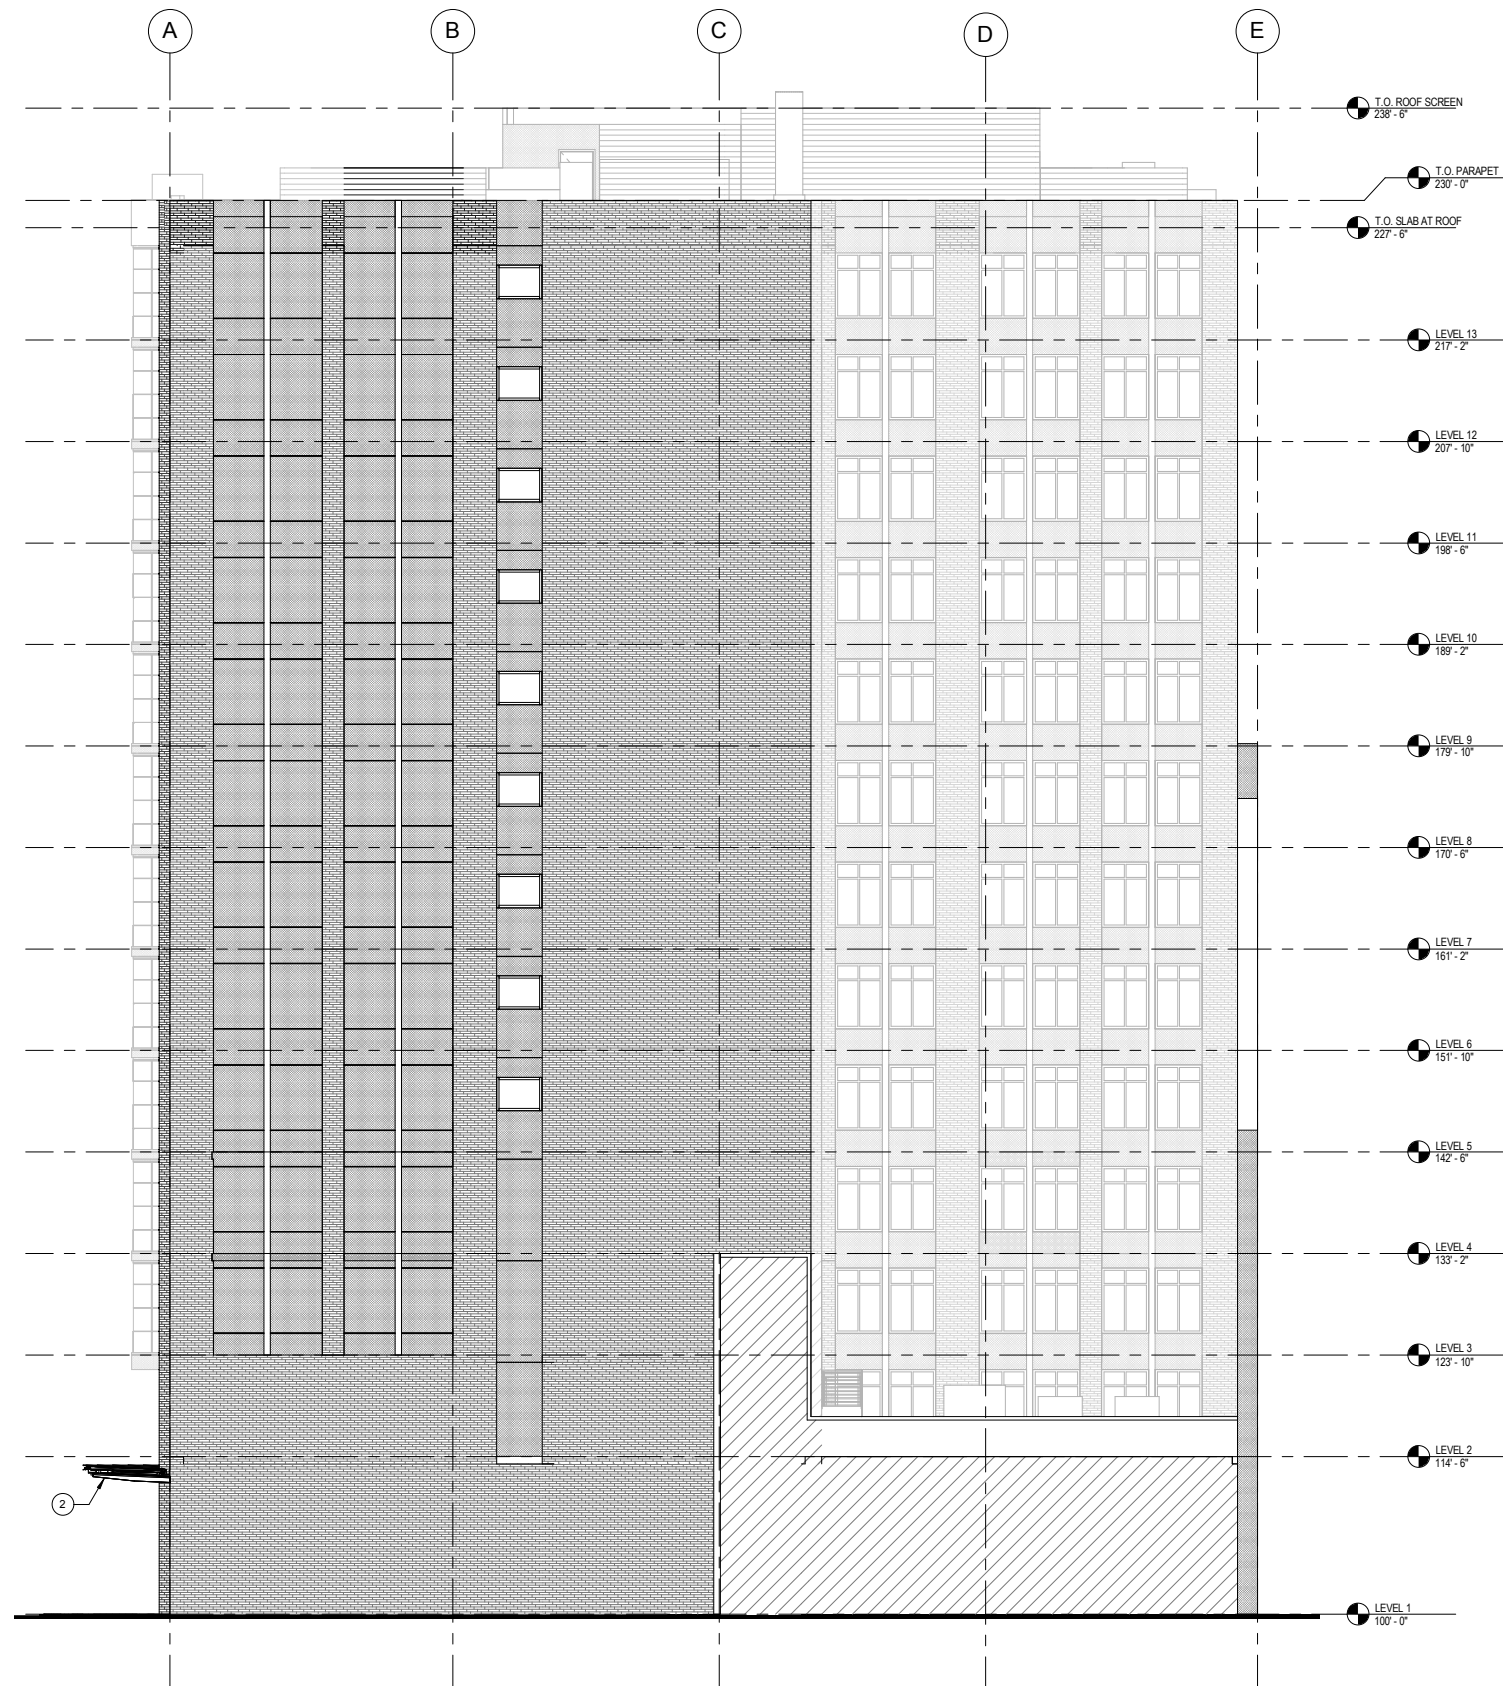 A B C D E
T.O. ROOF SCREEN
238' - 6"
T.O. PARAPET
230' - 0"
T.O. SLAB AT ROOF
227' - 6"
LEVEL 13
217' - 2"
LEVEL 12
207' - 10"
LEVEL 11
198' - 6"
LEVEL 10
189' - 2"
LEVEL 9
179' - 10"
LEVEL 8
170' - 6"
LEVEL 7
161' - 2"
LEVEL 6
151' - 10"
LEVEL 5
142' - 6"
LEVEL 4
133' - 2"
LEVEL 3
123' - 10"
LEVEL 2
114' - 6"
2
LEVEL 1
100' - 0"